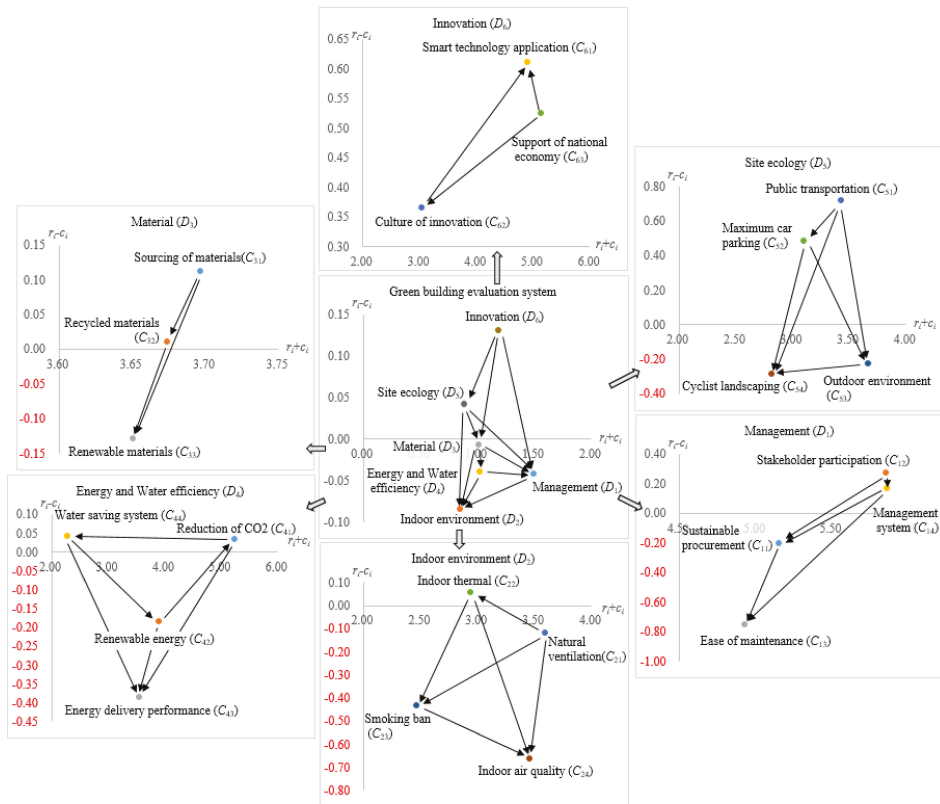 Innovation (D6)
ri-ci
0.65
0.60
0.55
0.50
0.45
0.40
0.35
0.30
Smart technology application (C61)
Support of national
economy (C63)
Culture of innovation (C62)
ri+ci
2.00 3.00 4.00 5.00 6.00
Material (D3)
ri-ci
0.15
0.10
0.05
0.00
-0.05
-0.10
-0.15
Sourcing of materials(C31)
Recycled materials
(C32)
ri+ci
3.60 3.65 3.70 3.75
Renewable materials (C33)
Green building evaluation system
ri-ci
0.15
0.10
0.05
0.00
-0.05
-0.10
Innovation (D6)
Site ecology (D5)
Material (D3)
ri+ci
0.00 00 1.50 2.00
Energy and Water
efficiency (D4)
Management (D1)
Indoor environment (D2)
Site ecology (D5)
ri-ci
0.80
0.60
0.40
0.20
0.00
-0.20
-0.40
Public transportation (C51)
Maximum car
parking (C52)
ri+ci
2.00 2.50 3.00 3.50 4.00
Cyclist landscaping (C54)
Outdoor environment
(C53)
Energy and Water efficiency (D4)
ri-ci
0.10
0.05
0.00
-0.05
-0.10
-0.15
-0.20
-0.25
-0.30
-0.35
-0.40
-0.45
Water saving system (C44)
Reduction of CO2(C41)
ri+ci
2.00 3.00 4.00 5.00 6.00
Renewable energy (C42)
Energy delivery performance (C43)
Indoor environment (D2)
ri-ci
0.10
0.00
-0.10
-0.20
-0.30
-0.40
-0.50
-0.60
-0.70
-0.80
Indoor thermal (C22)
ri+ci
2.00 2.50 3.00 3.50 4.00
Natural
ventilation(C21)
Smoking ban
(C23)
Indoor air quality (C24)
Management (D1)
ri-ci
0.40
0.20
0.00
-0.20
-0.40
-0.60
-0.80
-1.00
Stakeholder participation (C12)
4.50 5.00 5.50
ri+ci
Management
system (C14)
Sustainable
procurement (C11)
Ease of maintenance (C13)